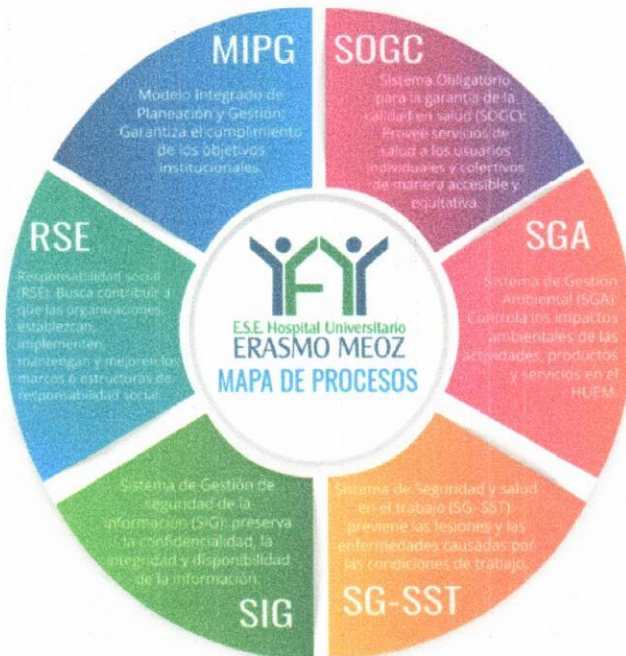 MIPG
Modelo Integrado de
Planeación y Gestión:
Garantiza el cumplimiento
de los objetivos
institucionales.
SOGC
Sistema Obligatorio
para la garantía de la
calidad en salud (SOGC):
Provee servicios de
salud a los usuarios
individuales y colectivos
de manera accesible y
equitativa.
RSE
Responsabilidad social
(RSE): Busca contribuir a
que las organizaciones
establezcan,
implementen,
mantengan y mejoren los
marcos o estructuras de
responsabilidad social.
SGA
Sistema de Gestión
Ambiental (SGA):
Controla los impactos
ambientales de las
actividades, productos
y servicios en el
HUEM.
E.S.E. Hospital Universitario
ERASMO MEOZ
MAPA DE PROCESOS
Sistema de Gestión de
seguridad de la
información (SIG): preserva
la confidencialidad, la
integridad y disponibilidad
de la información.
SIG
Sistema de Seguridad y salud
en el trabajo (SG- SST):
previene las lesiones y las
enfermedades causadas por
las condiciones de trabajo.
SG-SST